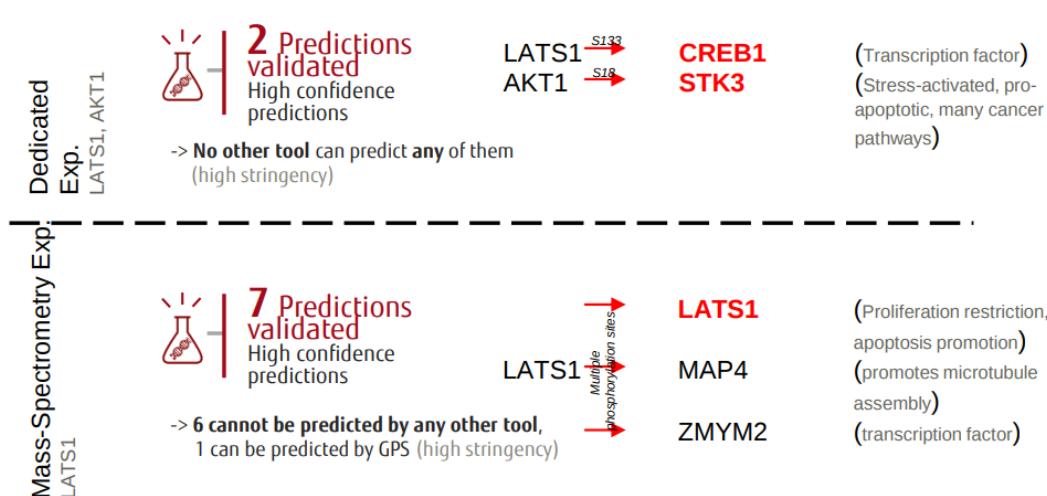 Dedicated
Exp.
LATS1, AKT1
2 Predictions
validated
High confidence
predictions
-> No other tool can predict any of them
(high stringency)
LATS1 S133 CREB1 (Transcription factor)
AKT1 S18 STK3 (Stress-activated, pro-
apoptotic, many cancer
pathways)
Mass-Spectrometry Exp.
LATS1
7 Predictions
validated
High confidence
predictions
-> 6 cannot be predicted by any other tool,
1 can be predicted by GPS (high stringency)
LATS1
Multiple
phosphorylation sites
LATS1 (Proliferation restriction,
apoptosis promotion)
MAP4 (promotes microtubule
assembly)
ZMYM2 (transcription factor)